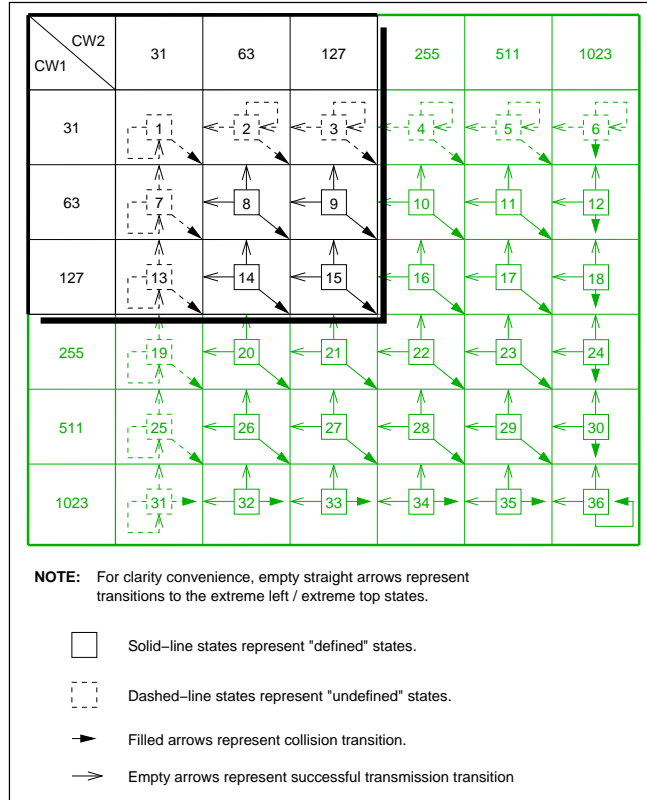 CW2
CW1
31 63 127 255 511 1023
31 1 2 3 4 5 6
63 7 8 9 10 11 12
127 13 14 15 16 17 18
255 19 20 21 22 23 24
511 25 26 27 28 29 30
1023 31 32 33 34 35 36
NOTE: For clarity convenience, empty straight arrows represent
transitions to the extreme left / extreme top states.
Solid−line states represent "defined" states.
Dashed−line states represent "undefined" states.
Filled arrows represent collision transition.
Empty arrows represent successful transmission transition